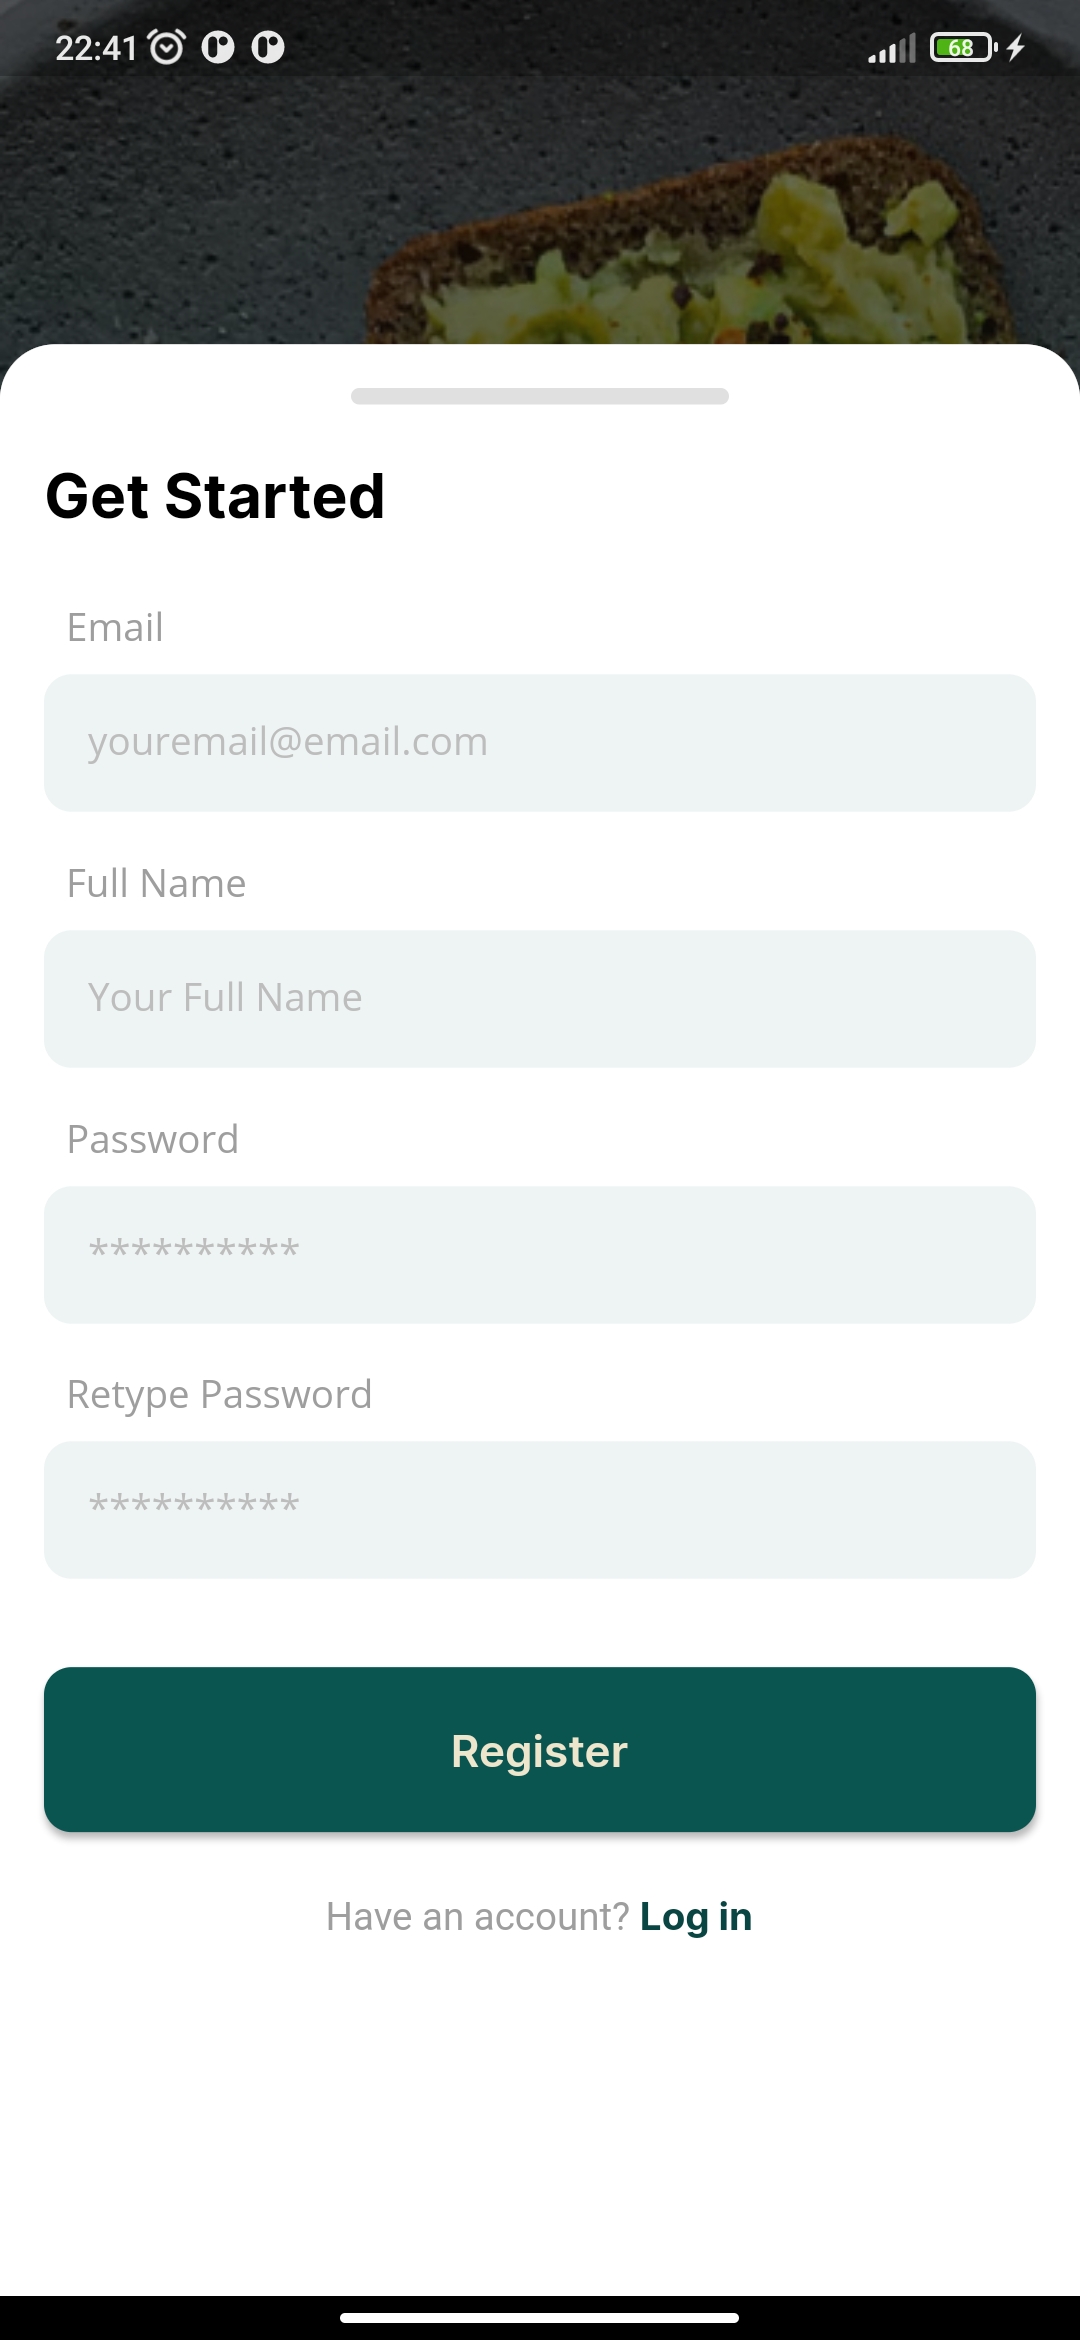 22:41
68
Get Started
Email
youremail@email.com
Full Name
Your Full Name
Password
**********
Retype Password
**********
Register
Have an account? Log in